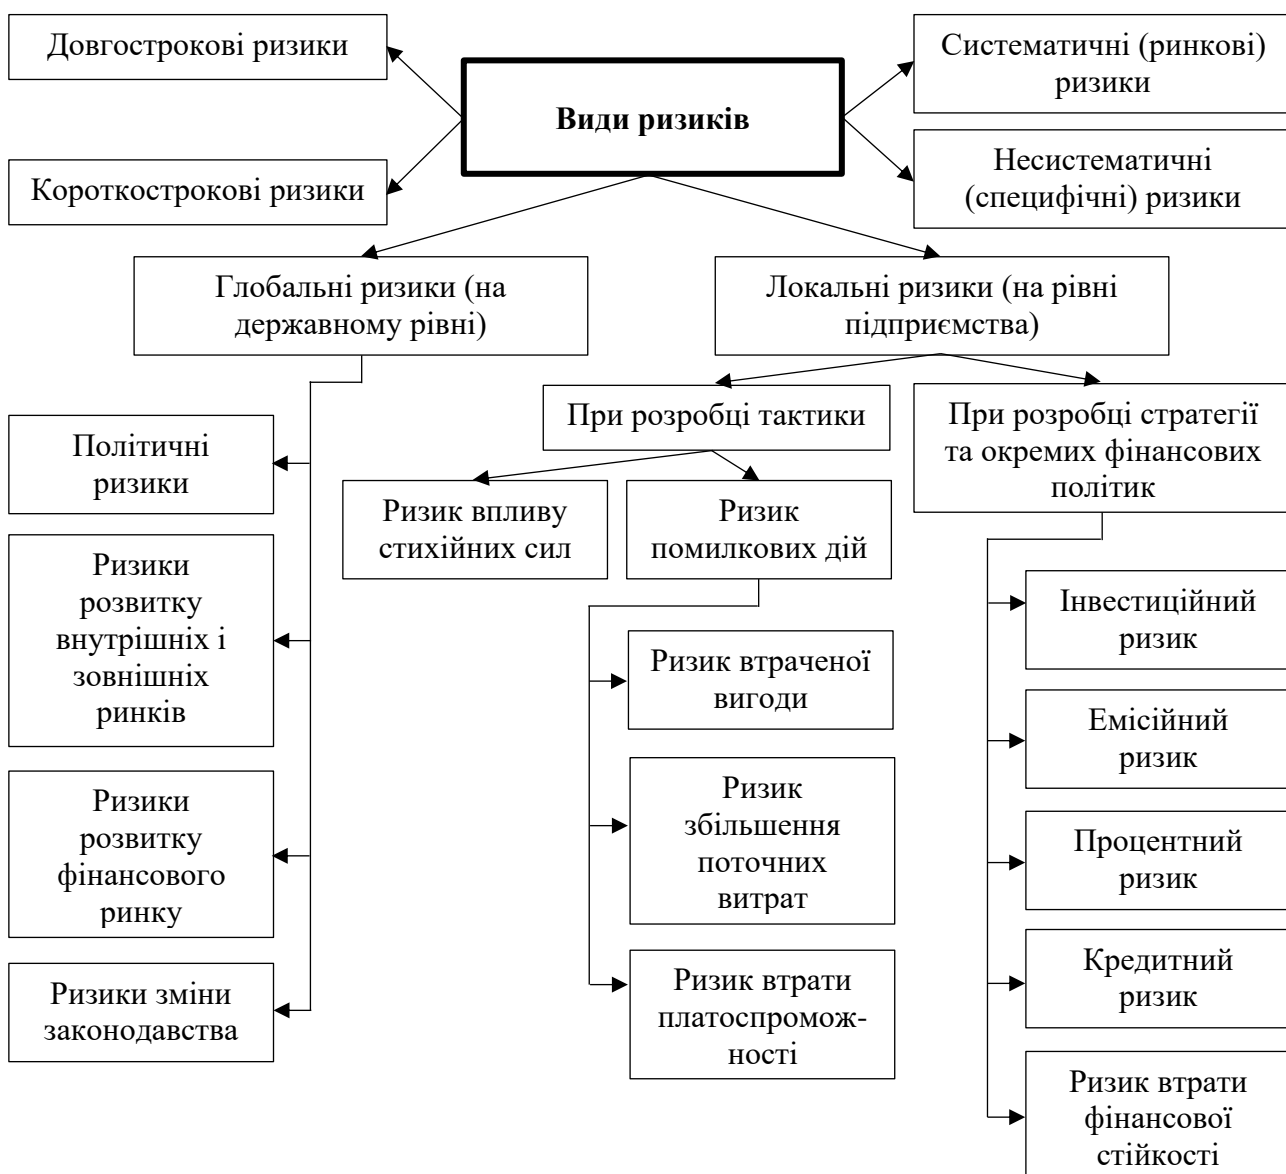 Види ризиків
Довгострокові ризики
Короткострокові ризики
Систематичні (ринкові)
ризики
Несистематичні
(специфічні) ризики
Глобальні ризики (на
державному рівні)
Локальні ризики (на рівні
підприємства)
Політичні
ризики
Ризики
розвитку
внутрішніх і
зовнішніх
ринків
Ризики
розвитку
фінансового
ринку
Ризики зміни
законодавства
При розробці тактики
Ризик впливу
стихійних сил
Ризик
помилкових дій
Ризик втраченої
вигоди
Ризик
збільшення
поточних
витрат
Ризик втрати
платоспромож-
ності
При розробці стратегії
та окремих фінансових
політик
Інвестиційний
ризик
Емісійний
ризик
Процентний
ризик
Кредитний
ризик
Ризик втрати
фінансової
стійкості